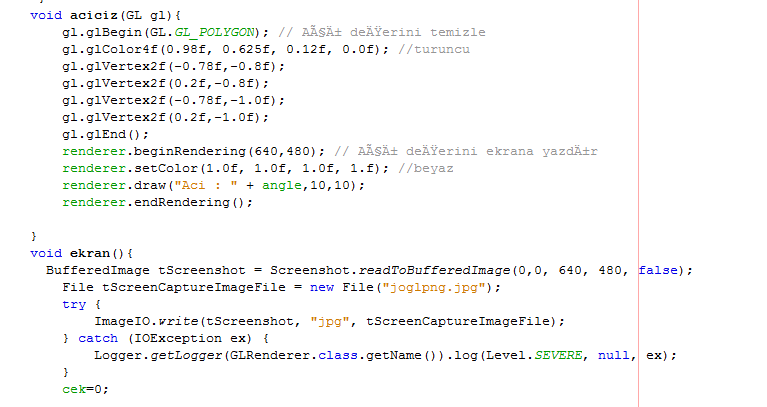 void aciciz(GL gl){
gl.glBegin(GL.GL_POLYGON); // AÃ§Ä± deÄŸerini temizle
gl.glColor4f(0.98f, 0.625f, 0.12f, 0.0f); //turuncu
gl.glVertex2f(-0.78f,-0.8f);
gl.glVertex2f(0.2f,-0.8f);
gl.glVertex2f(-0.78f,-1.0f);
gl.glVertex2f(0.2f,-1.0f);
gl.glEnd();
renderer.beginRendering(640,480); // AÃ§Ä± deÄŸerini ekrana yazdÄ±r
renderer.setColor(1.0f, 1.0f, 1.0f, 1.f); //beyaz
renderer.draw("Aci : " + angle,10,10);
renderer.endRendering();
}
void ekran(){
BufferedImage tScreenshot = Screenshot.readToBufferedImage(0,0, 640, 480, false);
File tScreenCaptureImageFile = new File("joglpng.jpg");
try {
ImageIO.write(tScreenshot, "jpg", tScreenCaptureImageFile);
} catch (IOException ex) {
Logger.getLogger(GLRenderer.class.getName()).log(Level.SEVERE, null, ex);
}
cek=0;